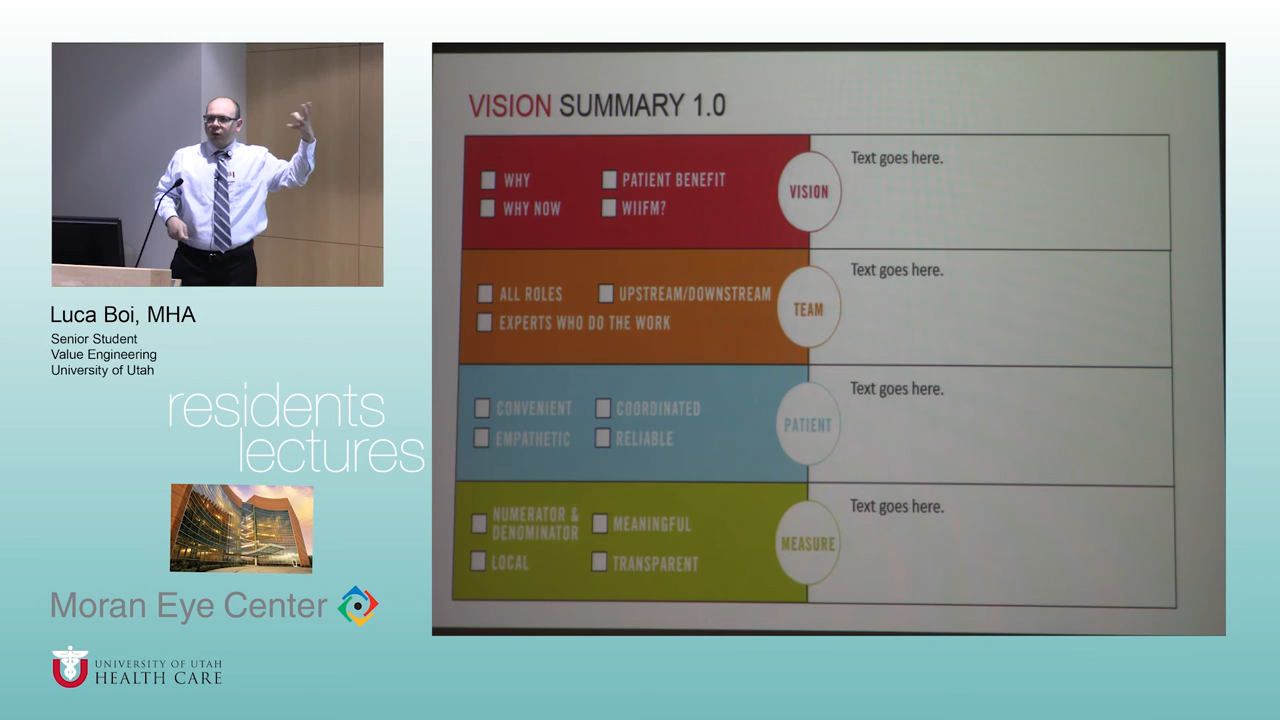 Luca Boi, MHA
Senior Student
Value Engineering
University of Utah
residents
lectures
Moran Eye Center
UNIVERSITY OF UTAH
HEALTH CARE
VISION SUMMARY 1.0
WHY
PATIENT BENEFIT
WHY NOW
WIIFM?
VISION
Text goes here.
ALL ROLES
UPSTREAM/DOWNSTREAM
EXPERTS WHO DO THE WORK
TEAM
Text goes here.
CONVENIENT
COORDINATED
EMPATHETIC
RELIABLE
PATIENT
Text goes here.
NUMERATOR &
DENOMINATOR
MEANINGFUL
LOCAL
TRANSPARENT
MEASURE
Text goes here.